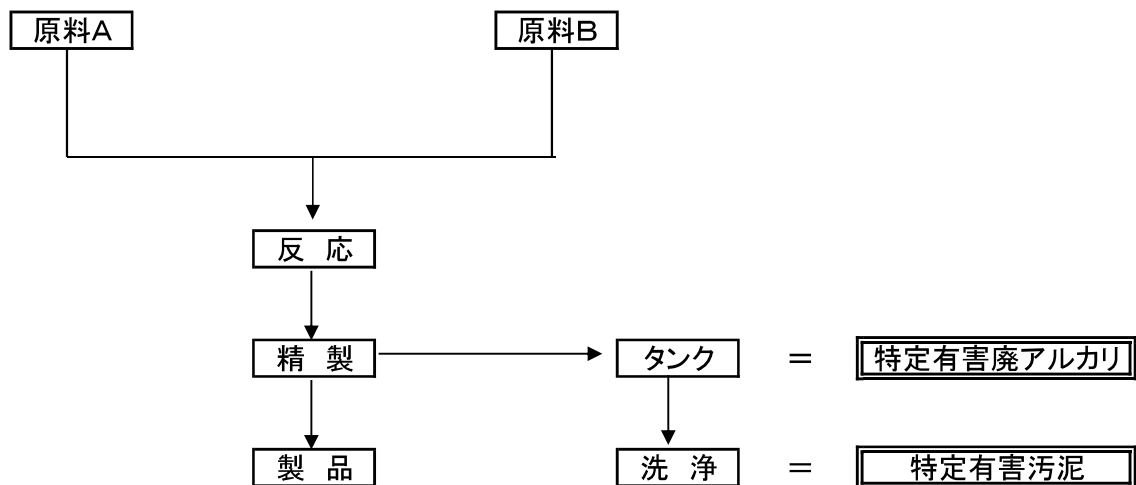 原料A
原料B
反 応
精 製
タンク
=
特定有害廃アルカリ
製 品
洗 浄
=
特定有害汚泥